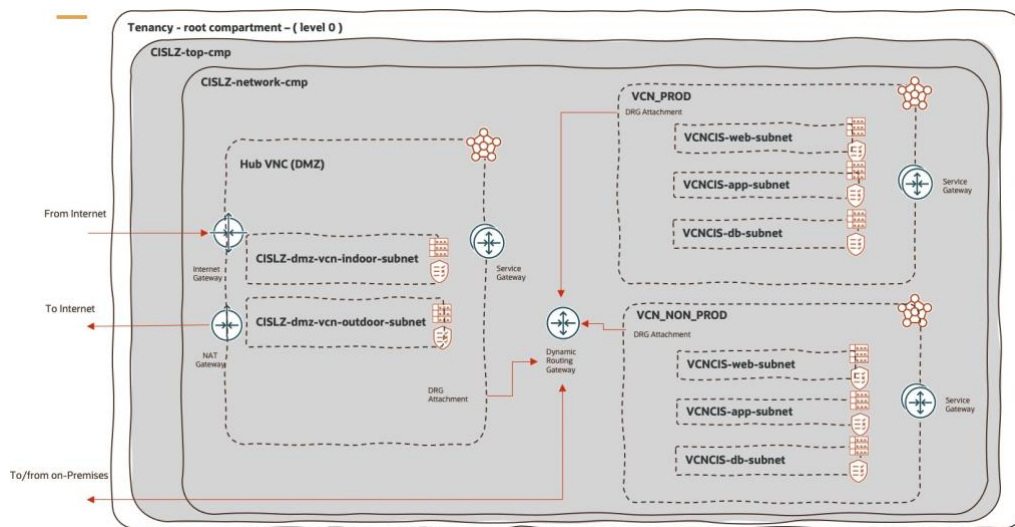 Tenancy - root compartment – ( level 0 )
CISLZ-top-cmp
CISLZ-network-cmp
Hub VNC (DMZ)
From Internet
Internet
Gateway
CISLZ-dmz-vcn-indoor-subnet
Service
Gateway
To Internet
NAT
Gateway
CISLZ-dmz-vcn-outdoor-subnet
DRG
Attachment
Dynamic
Routing
Gateway
To/from on-Premises
VCN_PROD
DRG Attachment
VCNCIS-web-subnet
VCNCIS-app-subnet
VCNCIS-db-subnet
Service
Gateway
VCN_NON_PROD
DRG Attachment
VCNCIS-web-subnet
VCNCIS-app-subnet
VCNCIS-db-subnet
Service
Gateway